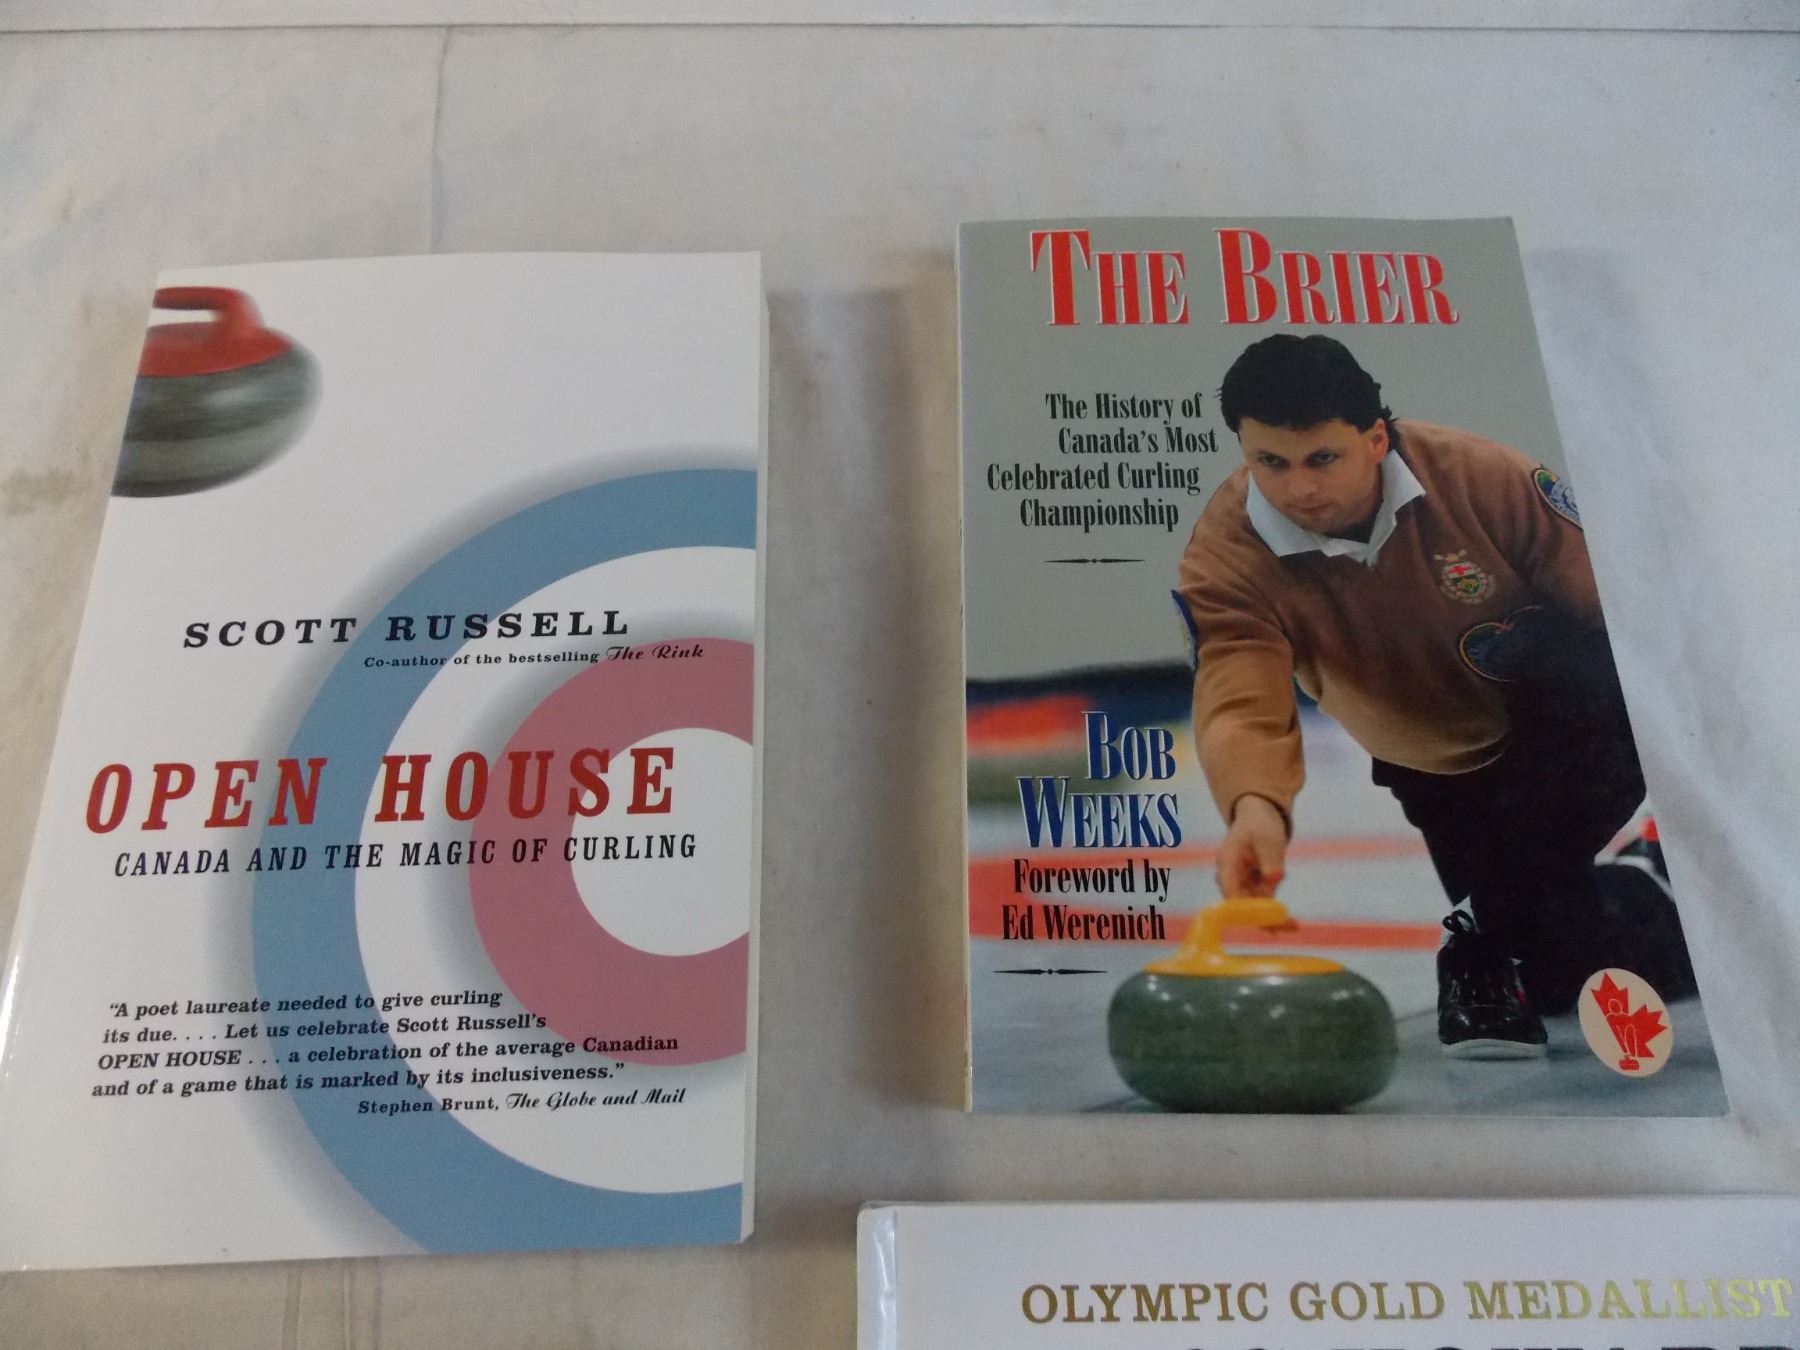 SCOTT RUSSELL
Co-author of the bestselling The Rink
OPEN HOUSE
CANADA AND THE MAGIC OF CURLING
“A poet laureate needed to give curling
its due. . . . Let us celebrate Scott Russell’s
OPEN HOUSE . . . a celebration of the average Canadian
and of a game that is marked by its inclusiveness.”
Stephen Brunt, The Globe and Mail
THE BRIER
The History of
Canada’s Most
Celebrated Curling
Championship
BOB
WEEKS
Foreword by
Ed Werenich
OLYMPIC GOLD MEDALLIST